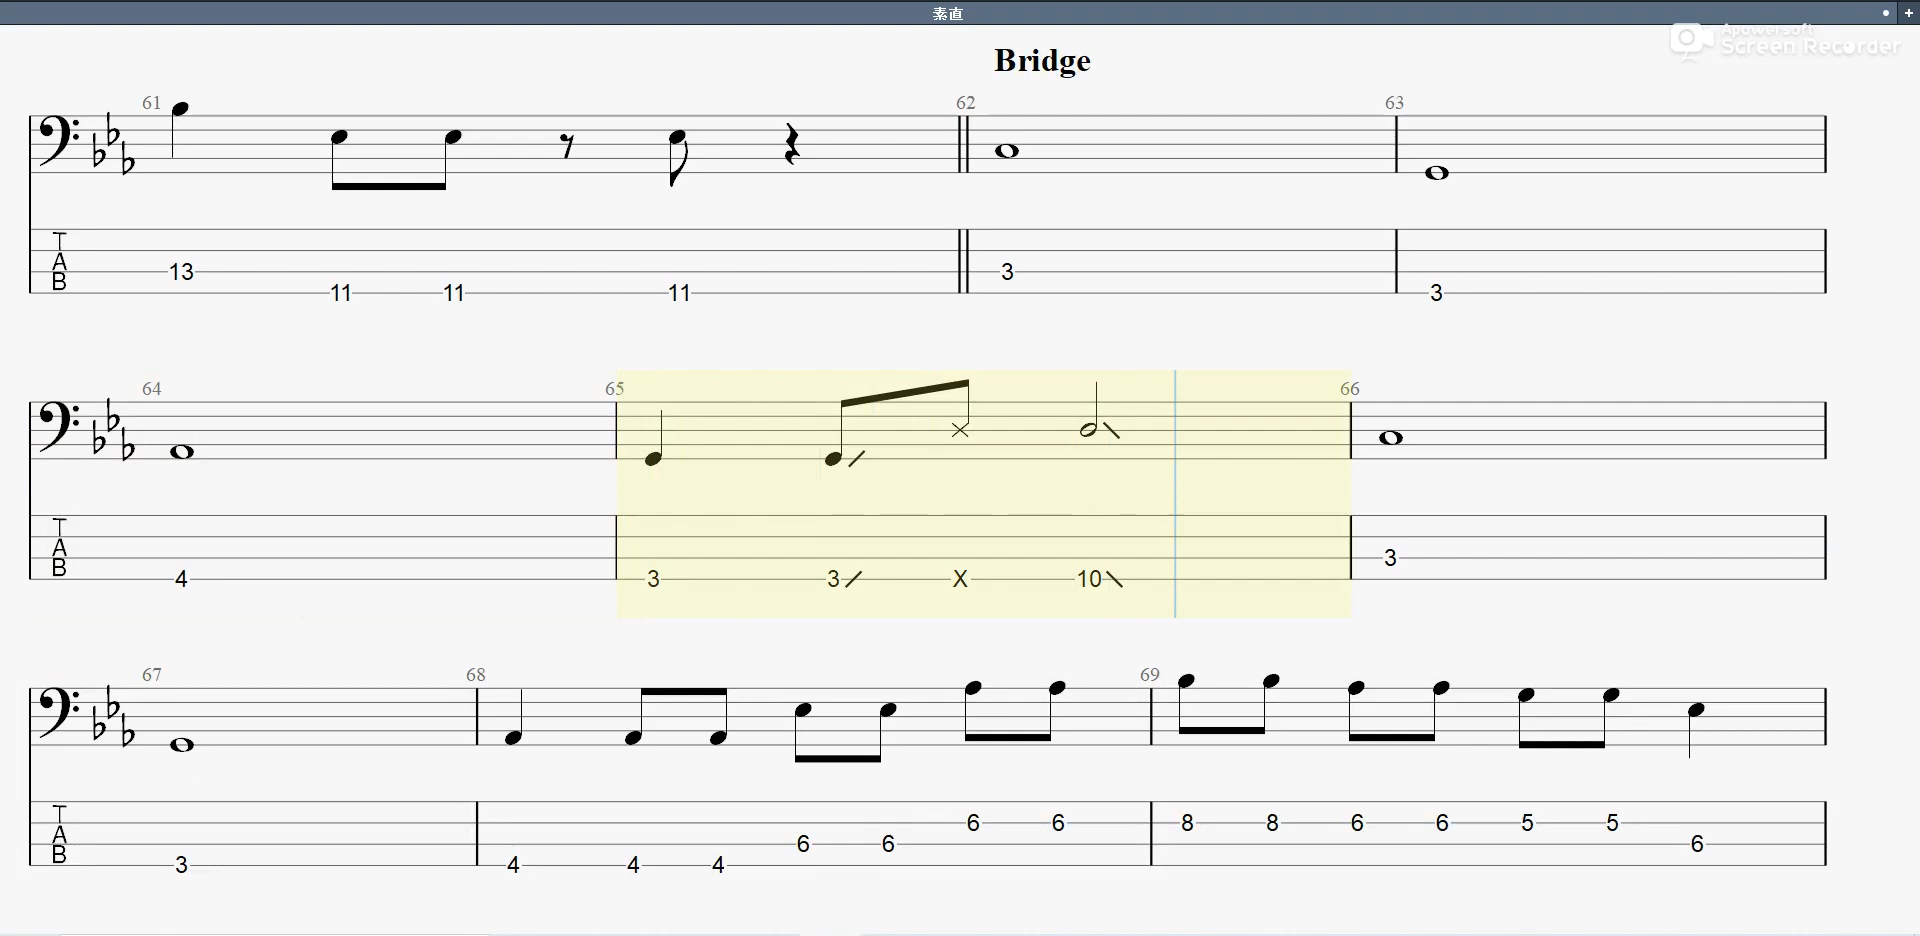 素直
Apowersoft
Screen Recorder
Bridge
61 62 63
T
A
B
13 11 11 11 3 3
64 65 66
T
A
B
4 3 3 X 10 3
67 68 69
T
A
B
3 4 4 4 6 6 6 6 8 8 6 6 5 5 6